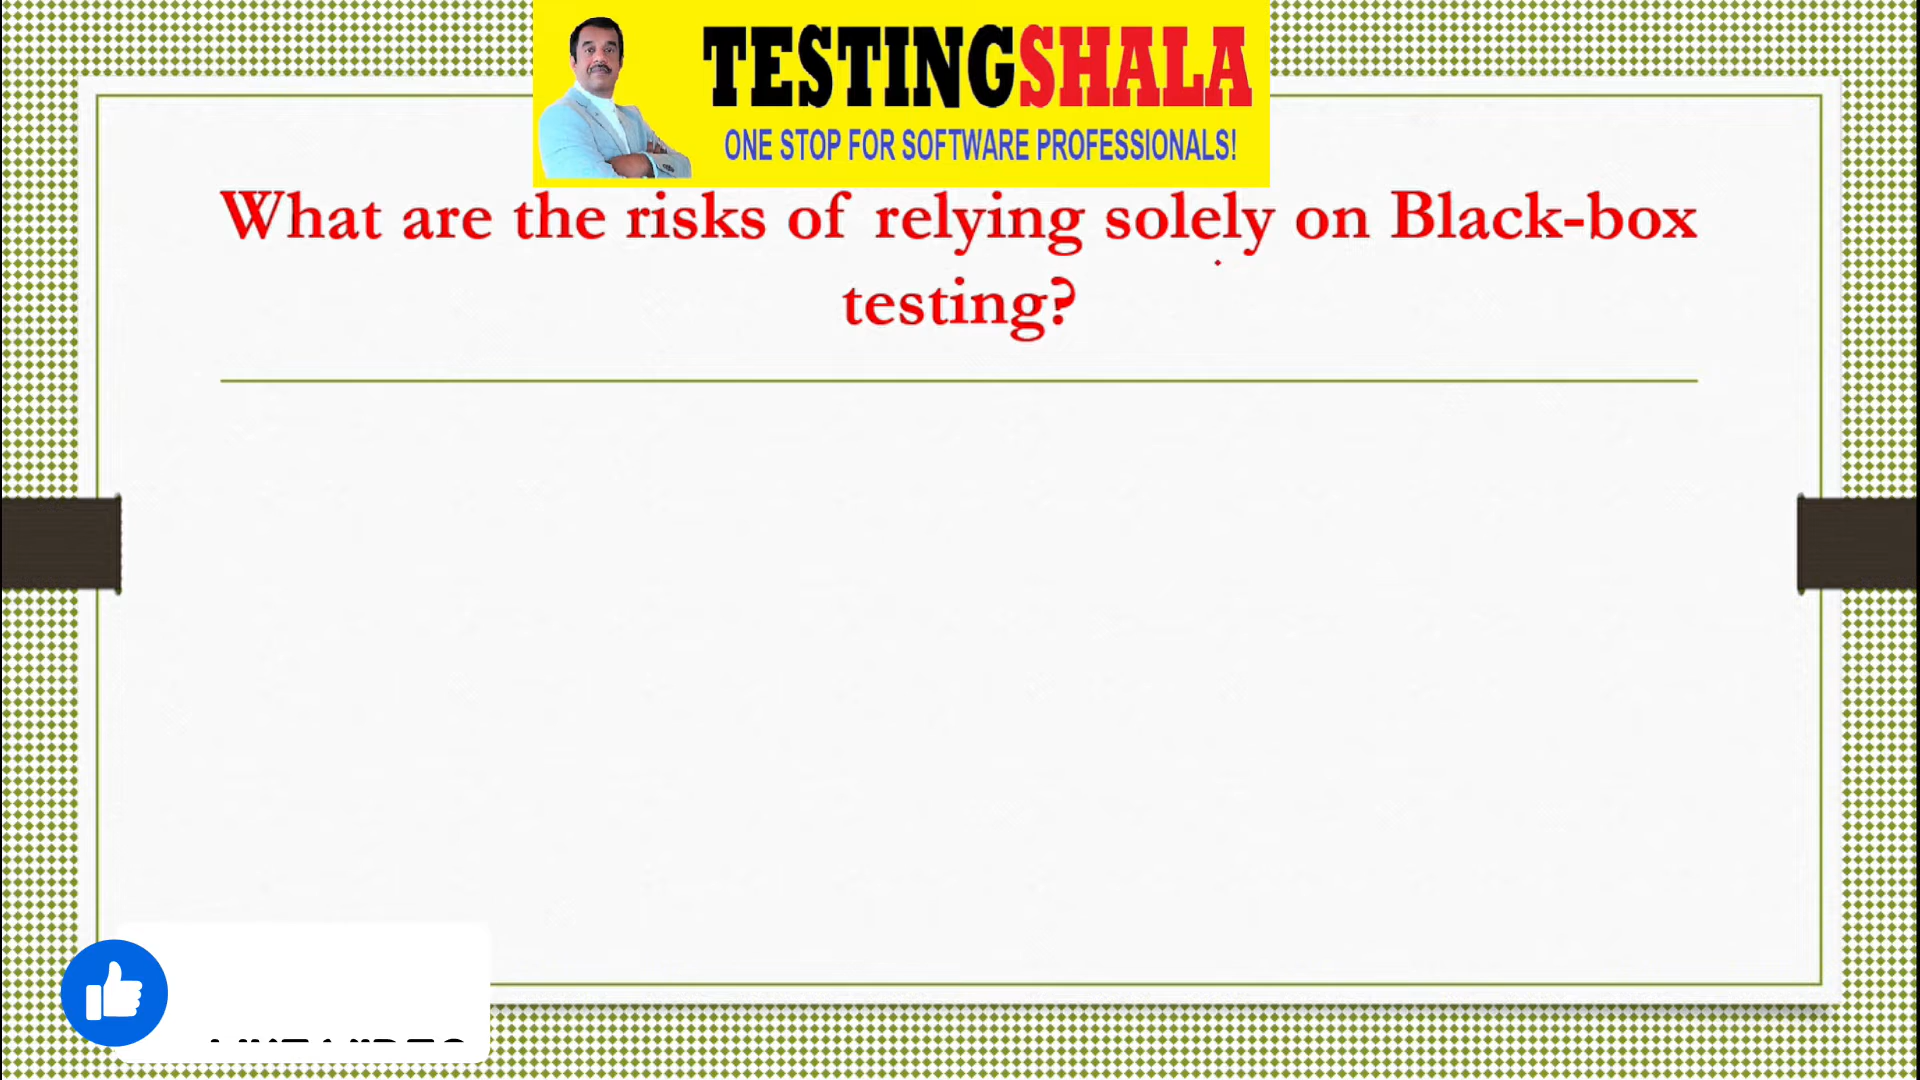 TESTINGSHALA
ONE STOP FOR SOFTWARE PROFESSIONALS!
What are the risks of relying solely on Black-box
testing?